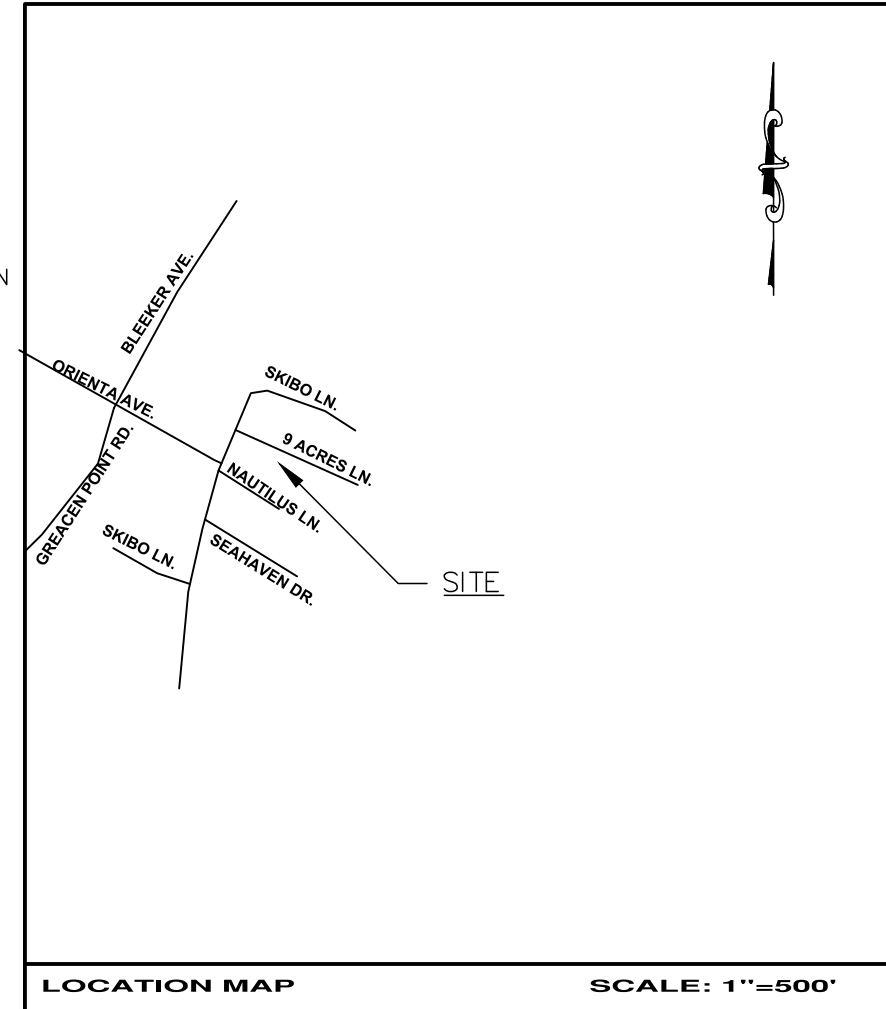 N
BLEEKER AVE.
ORIENTA AVE.
SKIBO LN.
9 ACRES LN.
GREACEN POINT RD.
NAUTILUS LN.
SKIBO LN.
SEAHAVEN DR.
SITE
LOCATION MAP SCALE: 1"=500'